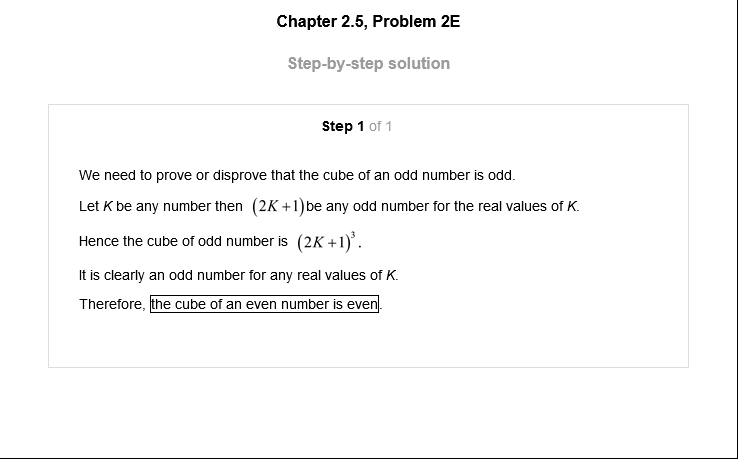 Chapter 2.5, Problem 2E
Step-by-step solution
Step 1 of 1
We need to prove or disprove that the cube of an odd number is odd.
Let K be any number then (2K +1) be any odd number for the real values of K.
Hence the cube of odd number is (2K +1)³.
It is clearly an odd number for any real values of K.
Therefore, the cube of an even number is even.